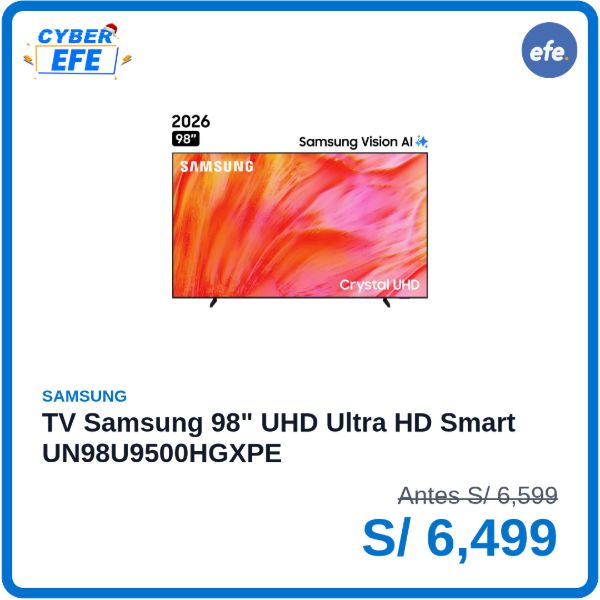 CYBER
EFE
efe.
2026
98"
Samsung Vision AI
SAMSUNG
Crystal UHD
SAMSUNG
TV Samsung 98" UHD Ultra HD Smart
UN98U9500HGXPE
Antes S/ 6,599
S/ 6,499